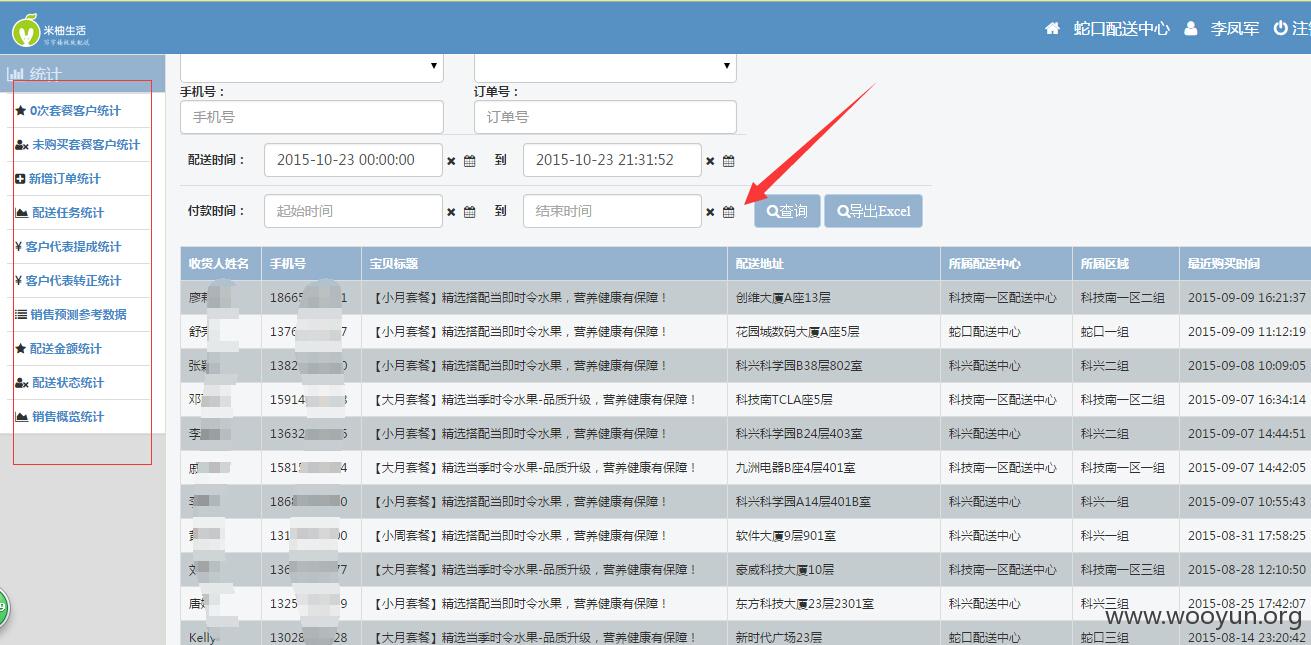 米柚生活
蛇口配送中心 李凤军
统计
0次套餐客户统计
未购买套餐客户统计
新增订单统计
配送任务统计
¥ 客户代表提成统计
¥ 客户代表转正统计
销售预测参考数据
配送金额统计
配送状态统计
销售概览统计
手机号： 订单号：
手机号 订单号
配送时间： 2015-10-23 00:00:00 到 2015-10-23 21:31:52
付款时间： 起始时间 到 结束时间 查询 导出Excel
收货人姓名 手机号 宝贝标题 配送地址 所属配送中心 所属区域 最近购买时间
廖 1866 1 【小月套餐】精选搭配当即时令水果，营养健康有保障！ 创维大厦A座13层 科技南一区配送中心 科技南一区二组 2015-09-09 16:21:37
舒 1376 7 【小月套餐】精选搭配当即时令水果，营养健康有保障！ 花园城数码大厦A座5层 蛇口配送中心 蛇口一组 2015-09-09 11:12:19
张 1382 0 【小月套餐】精选搭配当即时令水果，营养健康有保障！ 科兴科学园B38层802室 科兴配送中心 科兴二组 2015-09-08 10:09:05
邓 1591 【大月套餐】精选当季时令水果-品质升级，营养健康有保障！ 科技南TCLA座5层 科技南一区配送中心 科技南一区二组 2015-09-07 16:34:14
李 13632 【小月套餐】精选搭配当即时令水果，营养健康有保障！ 科兴科学园B24层403室 科兴配送中心 科兴二组 2015-09-07 14:44:51
戚 1581 4 【大月套餐】精选当季时令水果-品质升级，营养健康有保障！ 九洲电器B座4层401室 科技南一区配送中心 科技南一区一组 2015-09-07 14:42:05
李 186 0 【小月套餐】精选搭配当即时令水果，营养健康有保障！ 科兴科学园A14层401B室 科兴配送中心 科兴一组 2015-09-07 10:55:43
131 00 【小周套餐】精选搭配当即时令水果，营养健康有保障！ 软件大厦9层901室 科兴配送中心 科兴一组 2015-08-31 17:58:25
刘 136 77 【大月套餐】精选当季时令水果-品质升级，营养健康有保障！ 豪威科技大厦10层 科技南一区配送中心 科技南一区三组 2015-08-28 12:10:50
唐 1325 9 【小月套餐】精选搭配当即时令水果，营养健康有保障！ 东方科技大厦23层2301室 科兴配送中心 科兴三组 2015-08-25 17:42:07
Kelly 1302 28 【大月套餐】精选当季时令水果-品质升级，营养健康有保障！ 新时代广场23层 蛇口配送中心 蛇口三组 2015-08-14 23:20:42
www.wooyun.org